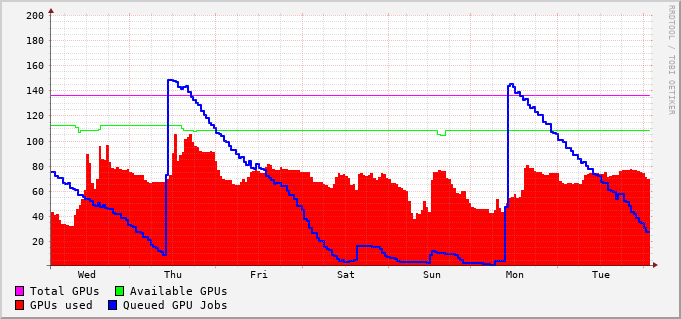 200
180
160
140
120
100
80
60
40
20
Wed Thu Fri Sat Sun Mon Tue
Total GPUs Available GPUs
GPUs used Queued GPU Jobs
RRDTOOL / TOBI OETIKER